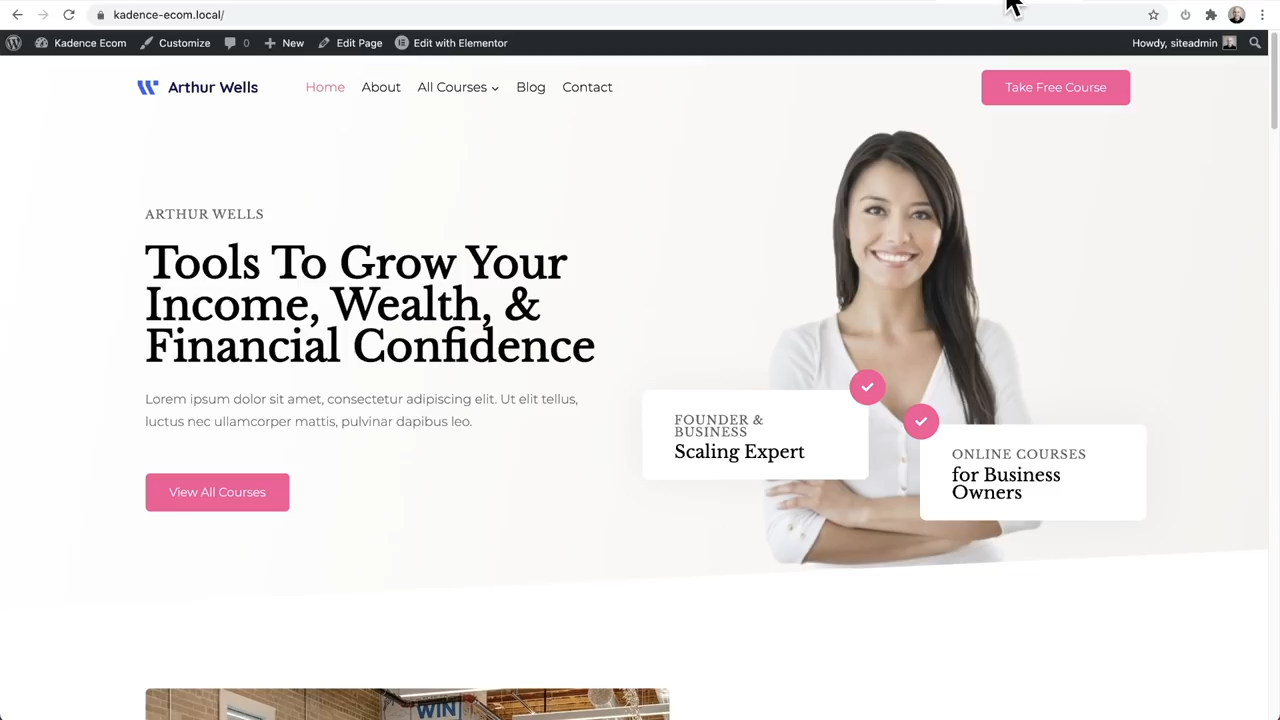 kadence-ecom.local/
Kadence Ecom Customize 0 New Edit Page Edit with Elementor Howdy, siteadmin
Arthur Wells Home About All Courses Blog Contact Take Free Course
ARTHUR WELLS
Tools To Grow Your
Income, Wealth, &
Financial Confidence
Lorem ipsum dolor sit amet, consectetur adipiscing elit. Ut elit tellus,
luctus nec ullamcorper mattis, pulvinar dapibus leo.
View All Courses
FOUNDER &
BUSINESS
Scaling Expert
ONLINE COURSES
for Business
Owners
WIN